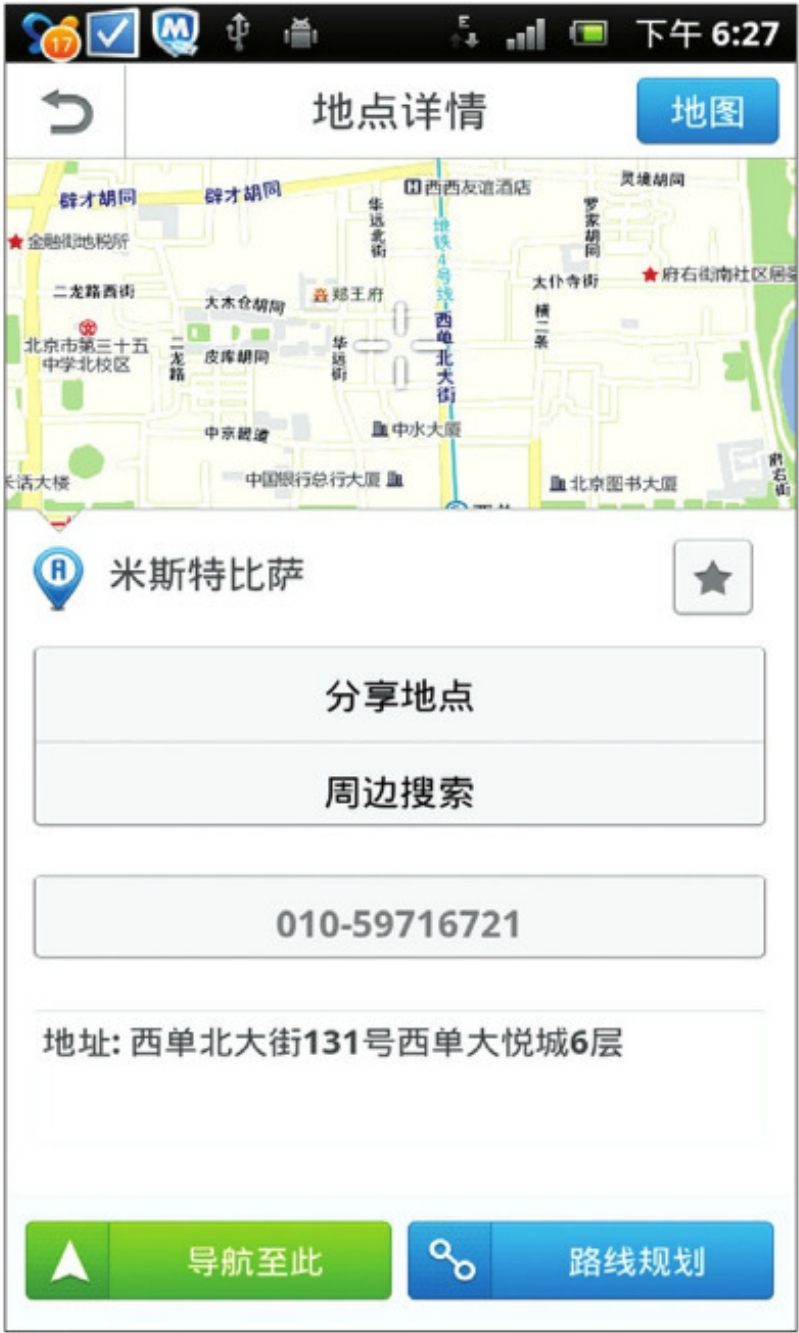 17
M
E
下午 6:27
地点详情
地图
西西友谊酒店
灵境胡同
辟才胡同
辟才胡同
华远北街
地铁4号线
罗家胡同
金融街地税所
府右街南社区居委
二龙路西街
大木仓胡同
郑王府
太仆寺街
横二条
西单北大街
北京市第三十五
中学北校区
二龙路
皮库胡同
华远街
中京畿道
中水大厦
长话大楼
中国银行总行大厦
北京图书大厦
府右街
A
米斯特比萨
分享地点
周边搜索
010-59716721
地址: 西单北大街131号西单大悦城6层
导航至此
路线规划